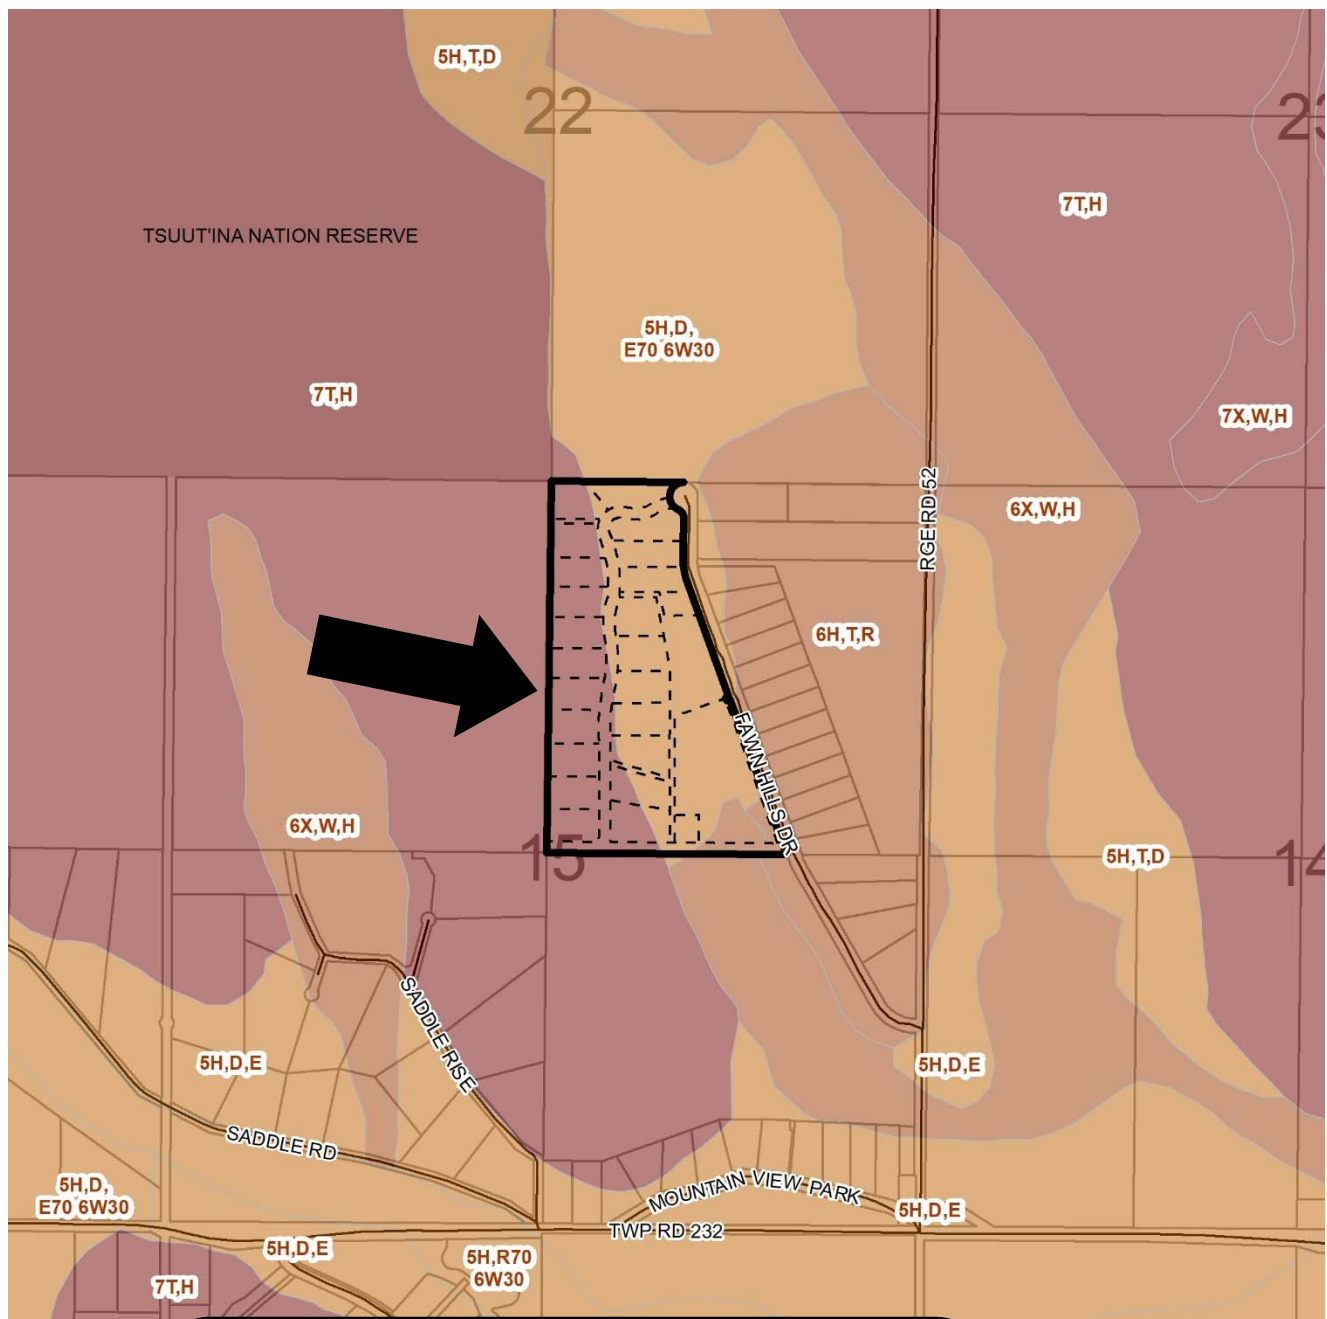 5H,T,D
22
23
7T,H
TSUUT'INA NATION RESERVE
5H,D,
E70 6W30
7T,H
7X,W,H
RGE RD 52
6X,W,H
6H,T,R
FAWN HILLS DR
6X,W,H
15
5H,T,D
14
SADDLE RISE
5H,D,E
5H,D,E
SADDLE RD
MOUNTAIN VIEW PARK
5H,D,
E70 6W30
5H,D,E
TWP RD 232
5H,D,E
5H,R70
6W30
7T,H